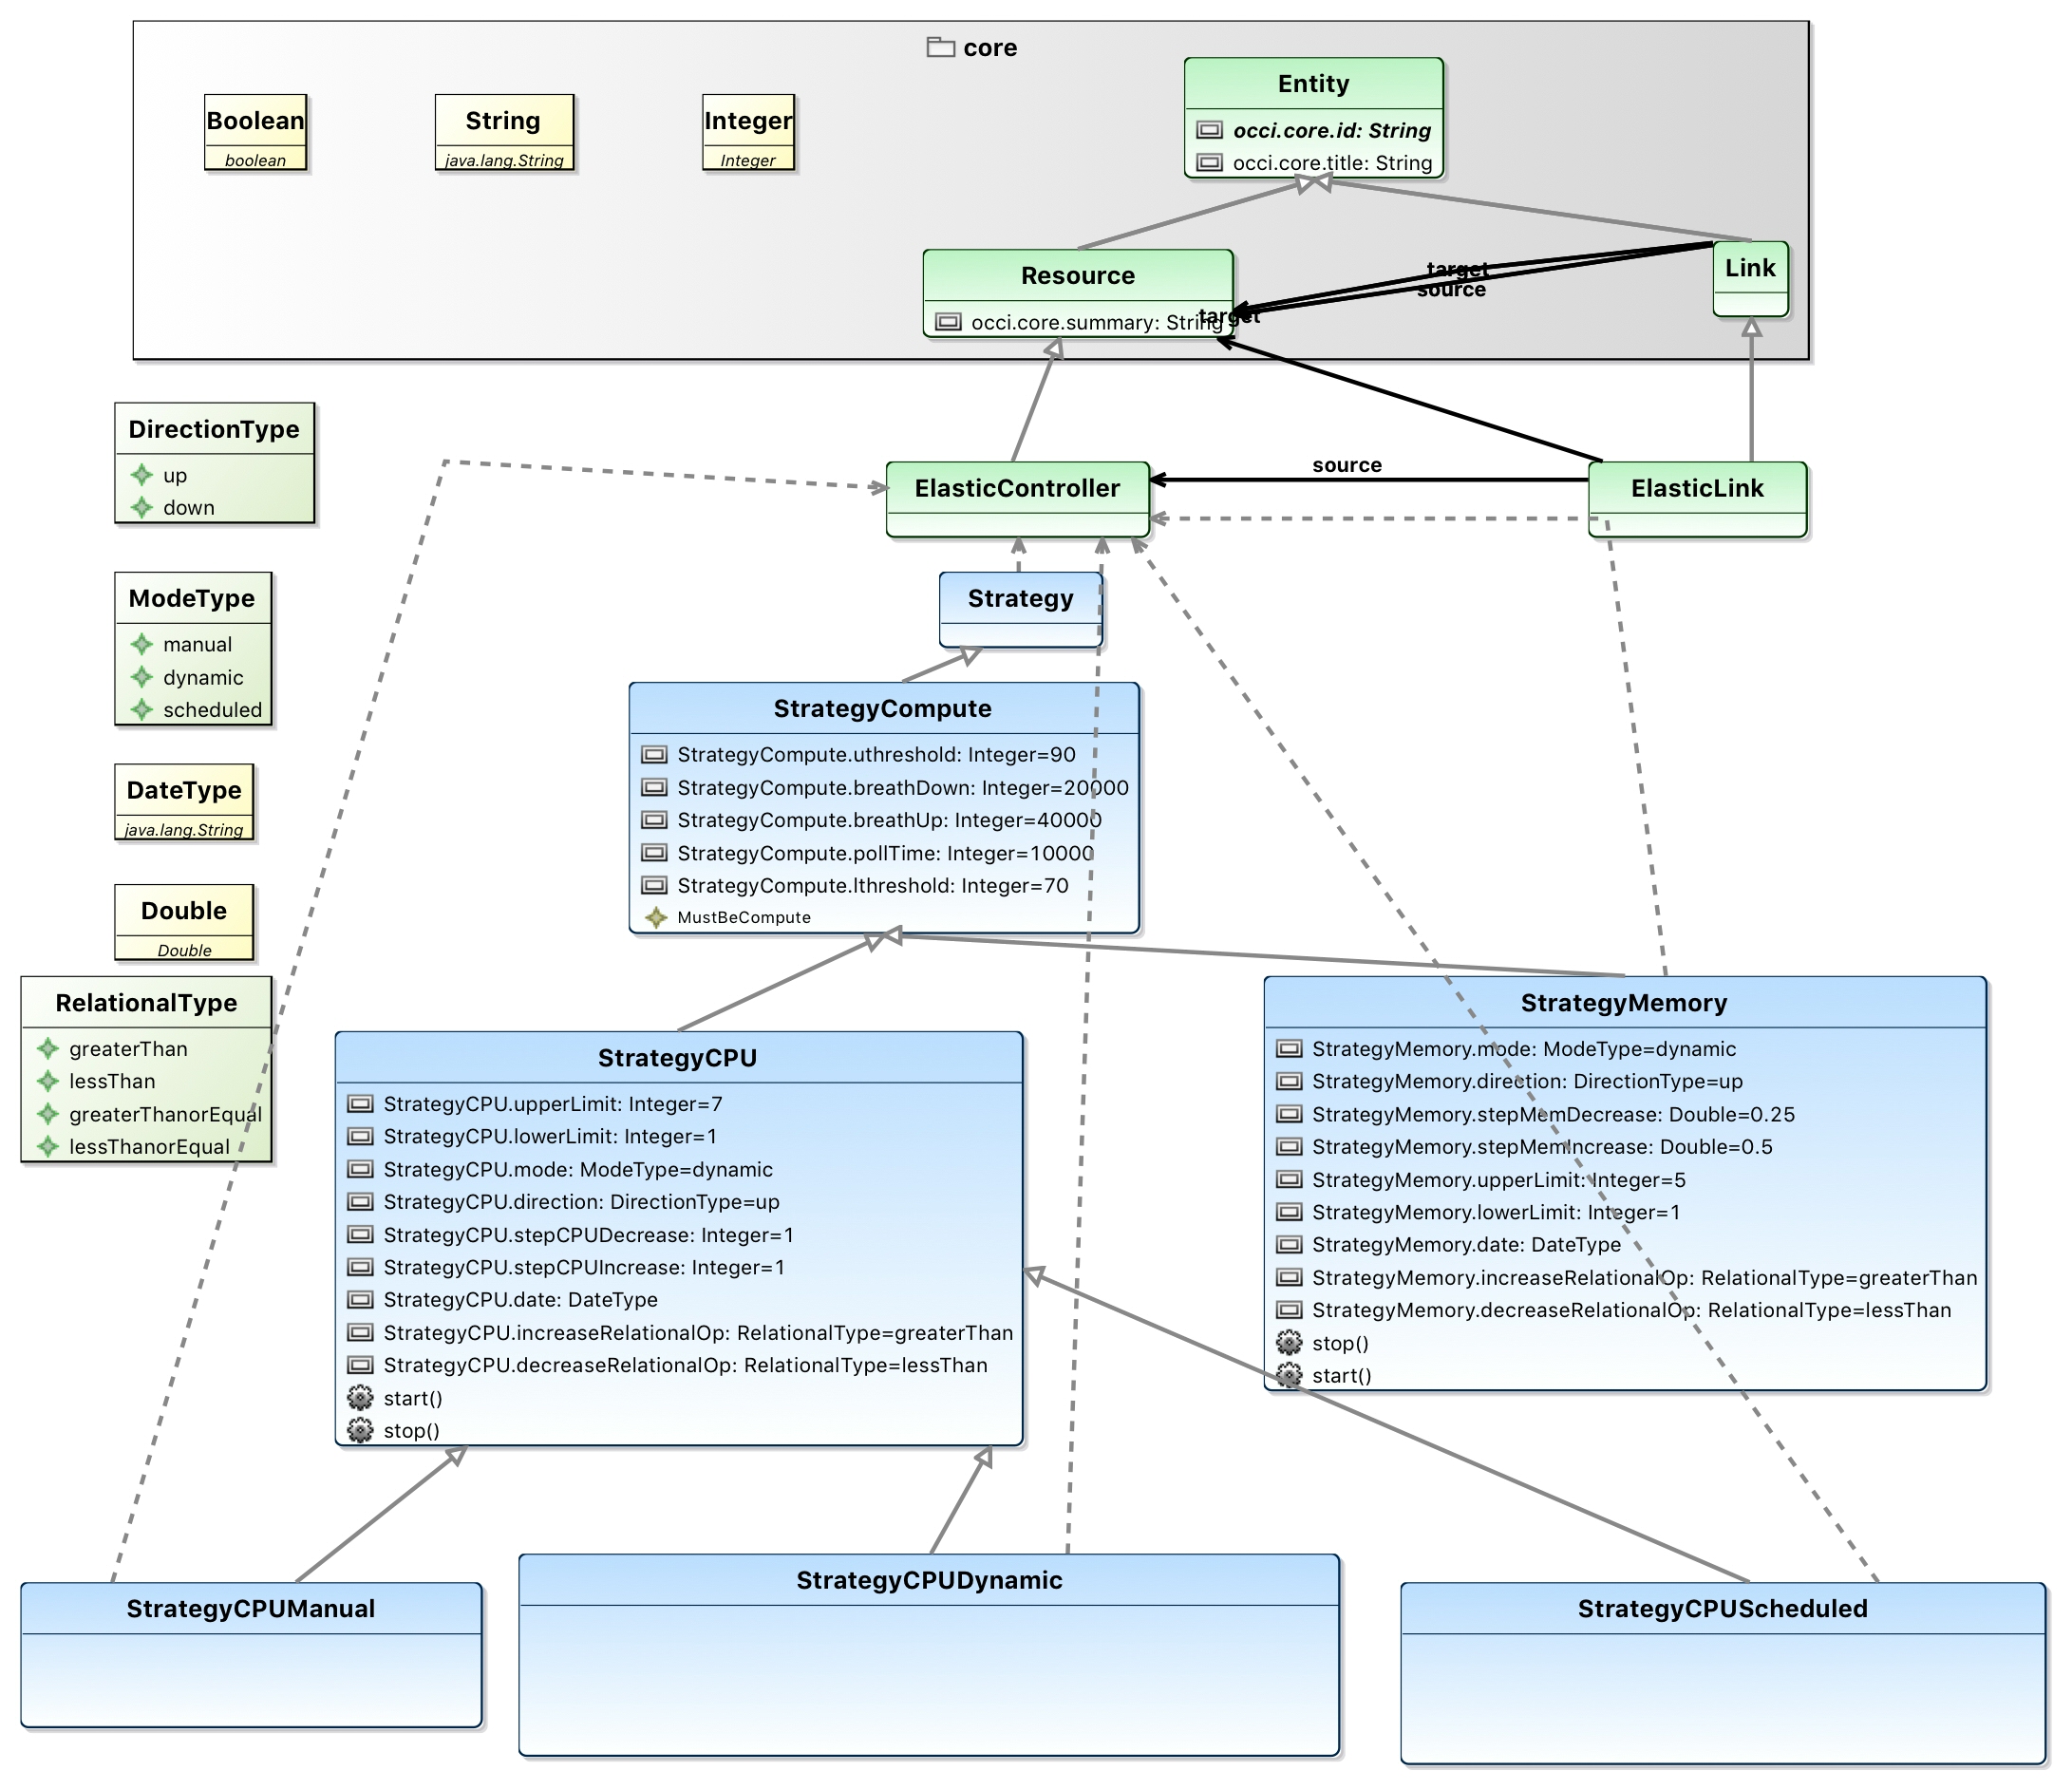 core
Boolean
boolean
String
java.lang.String
Integer
Integer
Entity
occi.core.id: String
occi.core.title: String
Resource
occi.core.summary: String
Link
target
source
target
DirectionType
up
down
ElasticController
source
ElasticLink
ModeType
manual
dynamic
scheduled
Strategy
StrategyCompute
StrategyCompute.uthreshold: Integer=90
StrategyCompute.breathDown: Integer=20000
StrategyCompute.breathUp: Integer=40000
StrategyCompute.pollTime: Integer=10000
StrategyCompute.lthreshold: Integer=70
MustBeCompute
DateType
java.lang.String
Double
Double
RelationalType
greaterThan
lessThan
greaterThanorEqual
lessThanorEqual
StrategyCPU
StrategyCPU.upperLimit: Integer=7
StrategyCPU.lowerLimit: Integer=1
StrategyCPU.mode: ModeType=dynamic
StrategyCPU.direction: DirectionType=up
StrategyCPU.stepCPUDecrease: Integer=1
StrategyCPU.stepCPUIncrease: Integer=1
StrategyCPU.date: DateType
StrategyCPU.increaseRelationalOp: RelationalType=greaterThan
StrategyCPU.decreaseRelationalOp: RelationalType=lessThan
start()
stop()
StrategyMemory
StrategyMemory.mode: ModeType=dynamic
StrategyMemory.direction: DirectionType=up
StrategyMemory.stepMemDecrease: Double=0.25
StrategyMemory.stepMemIncrease: Double=0.5
StrategyMemory.upperLimit: Integer=5
StrategyMemory.lowerLimit: Integer=1
StrategyMemory.date: DateType
StrategyMemory.increaseRelationalOp: RelationalType=greaterThan
StrategyMemory.decreaseRelationalOp: RelationalType=lessThan
stop()
start()
StrategyCPUManual
StrategyCPUDynamic
StrategyCPUScheduled